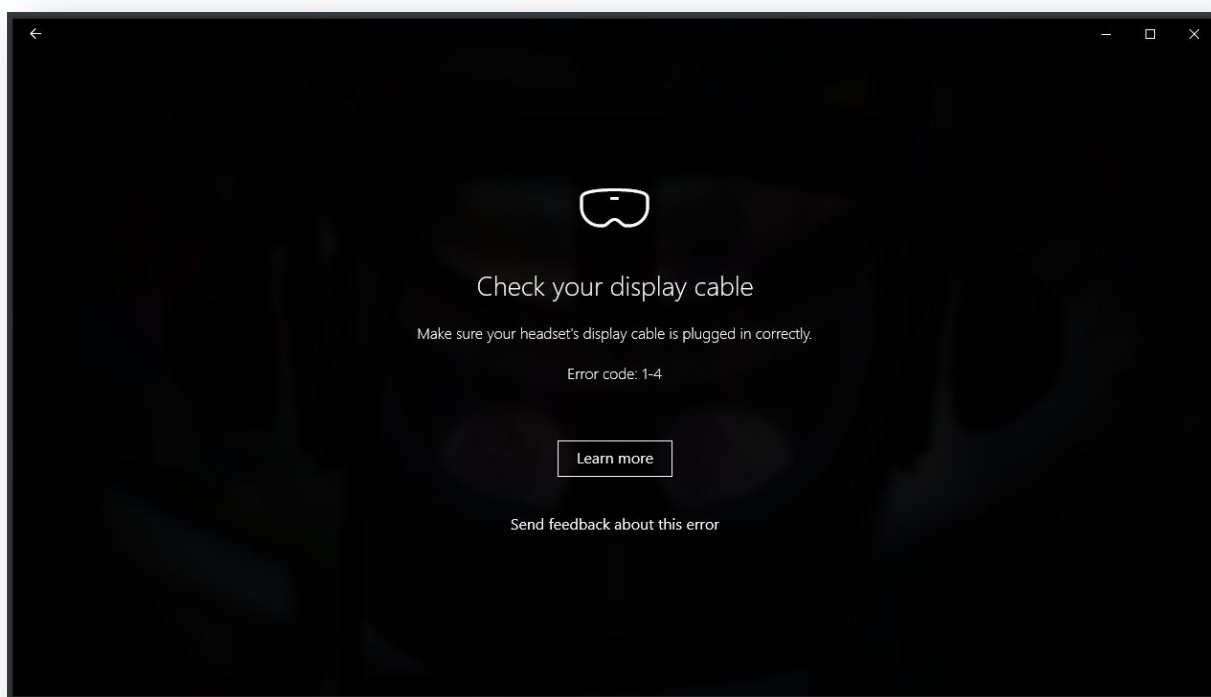 Check your display cable
Make sure your headset's display cable is plugged in correctly.
Error code: 1-4
Learn more
Send feedback about this error